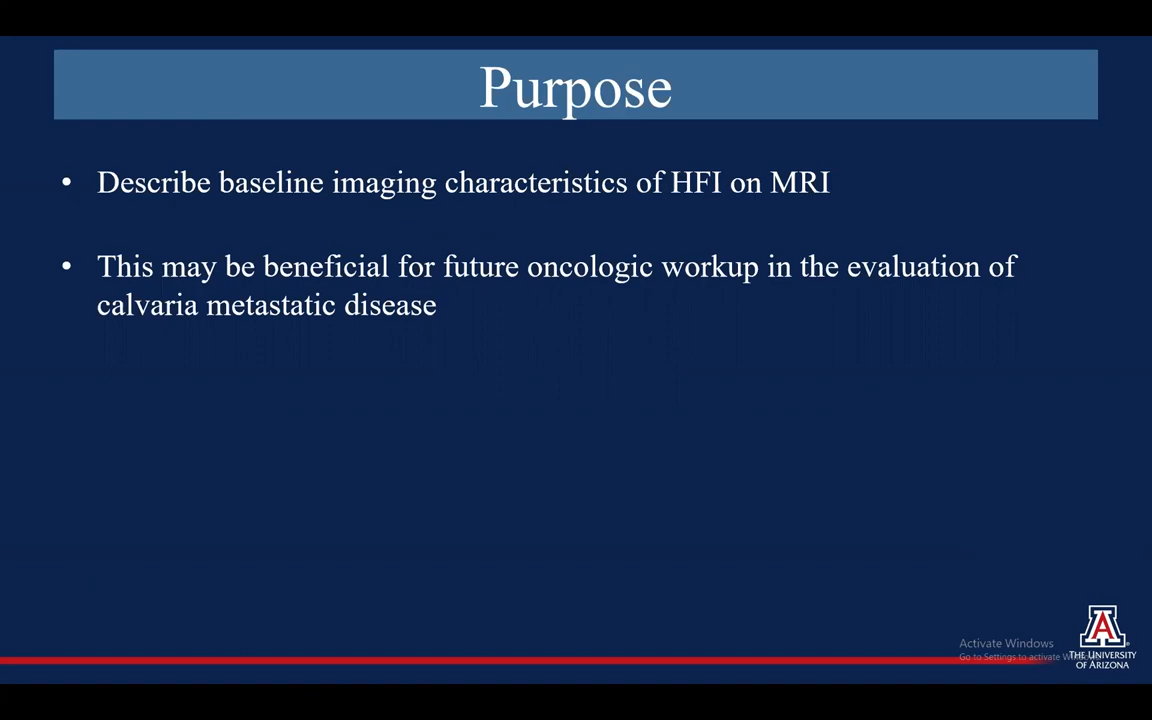 Purpose
• Describe baseline imaging characteristics of HFI on MRI
• This may be beneficial for future oncologic workup in the evaluation of
calvaria metastatic disease
Activate Windows
Go to Settings to activate Windows.
THE UNIVERSITY
OF ARIZONA